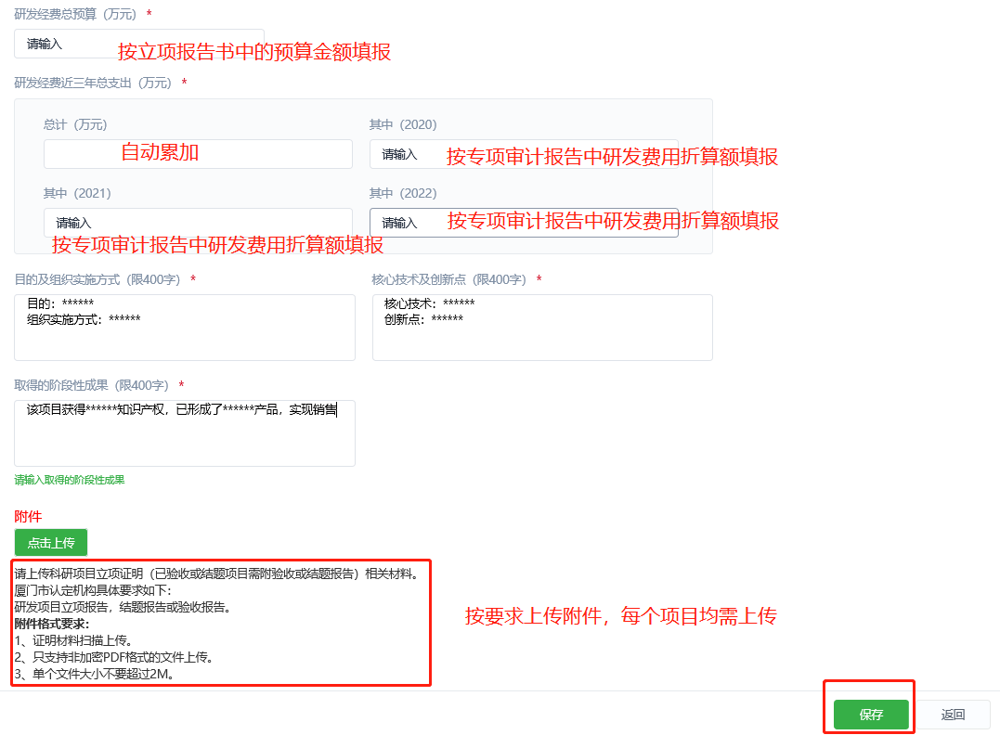 研发经费总预算（万元） *
请输入
按立项报告书中的预算金额填报
研发经费近三年总支出（万元） *
总计（万元）
其中（2020）
自动累加
请输入
按专项审计报告中研发费用折算额填报
其中（2021）
其中（2022）
请输入
请输入
按专项审计报告中研发费用折算额填报
按专项审计报告中研发费用折算额填报
目的及组织实施方式（限400字） *
核心技术及创新点（限400字） *
目的：******
组织实施方式：******
核心技术：******
创新点：******
取得的阶段性成果（限400字） *
该项目获得******知识产权，已形成了******产品，实现销售
请输入取得的阶段性成果
附件
点击上传
请上传科研项目立项证明（已验收或结题项目需附验收或结题报告）相关材料。
厦门市认定机构具体要求如下：
研发项目立项报告，结题报告或验收报告。
附件格式要求：
1、证明材料扫描上传。
2、只支持非加密PDF格式的文件上传。
3、单个文件大小不要超过2M。
按要求上传附件，每个项目均需上传
保存
返回